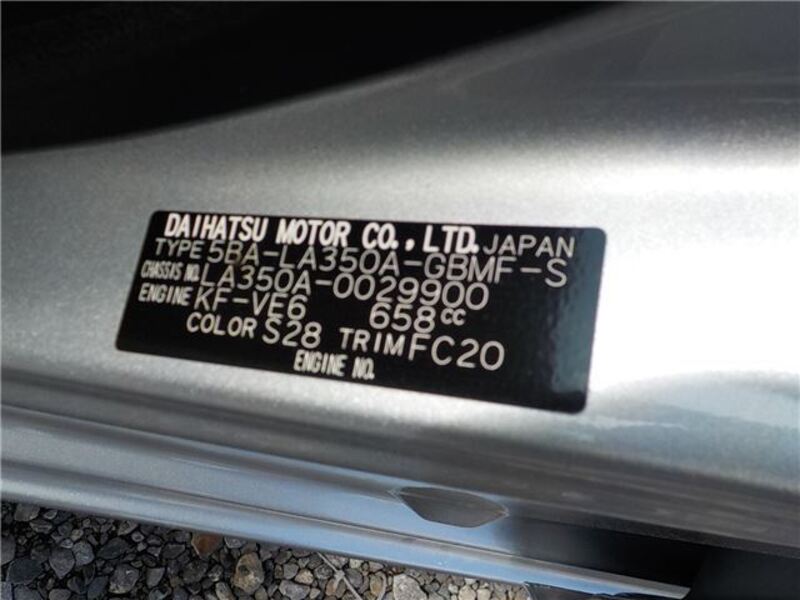 DAIHATSU MOTOR CO., LTD. JAPAN
TYPE 5BA-LA350A-GBMF-S
CHASSIS NO. LA350A-0029900
ENGINE KF-VE6 658cc
COLOR S28 TRIM FC20
ENGINE NO.